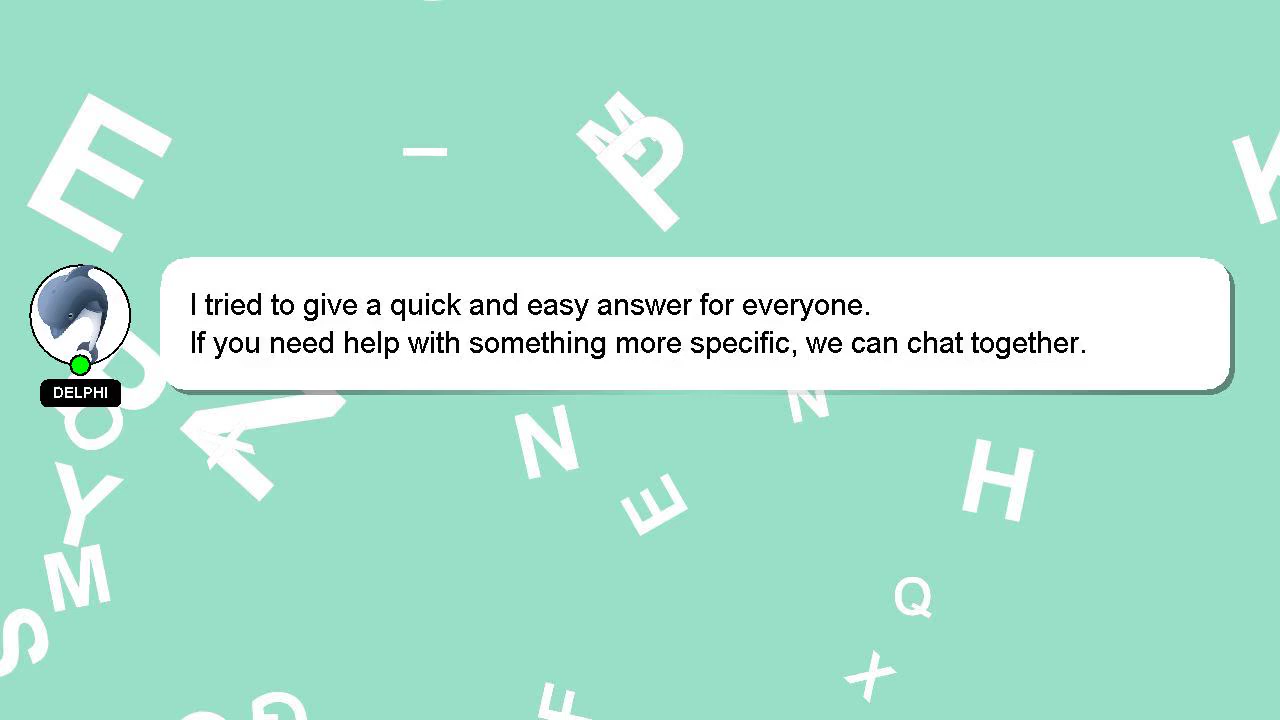 E
I
M
P
K
I tried to give a quick and easy answer for everyone.
If you need help with something more specific, we can chat together.
DELPHI
N
N
E
H
Y
M
Q
S
X
G
F